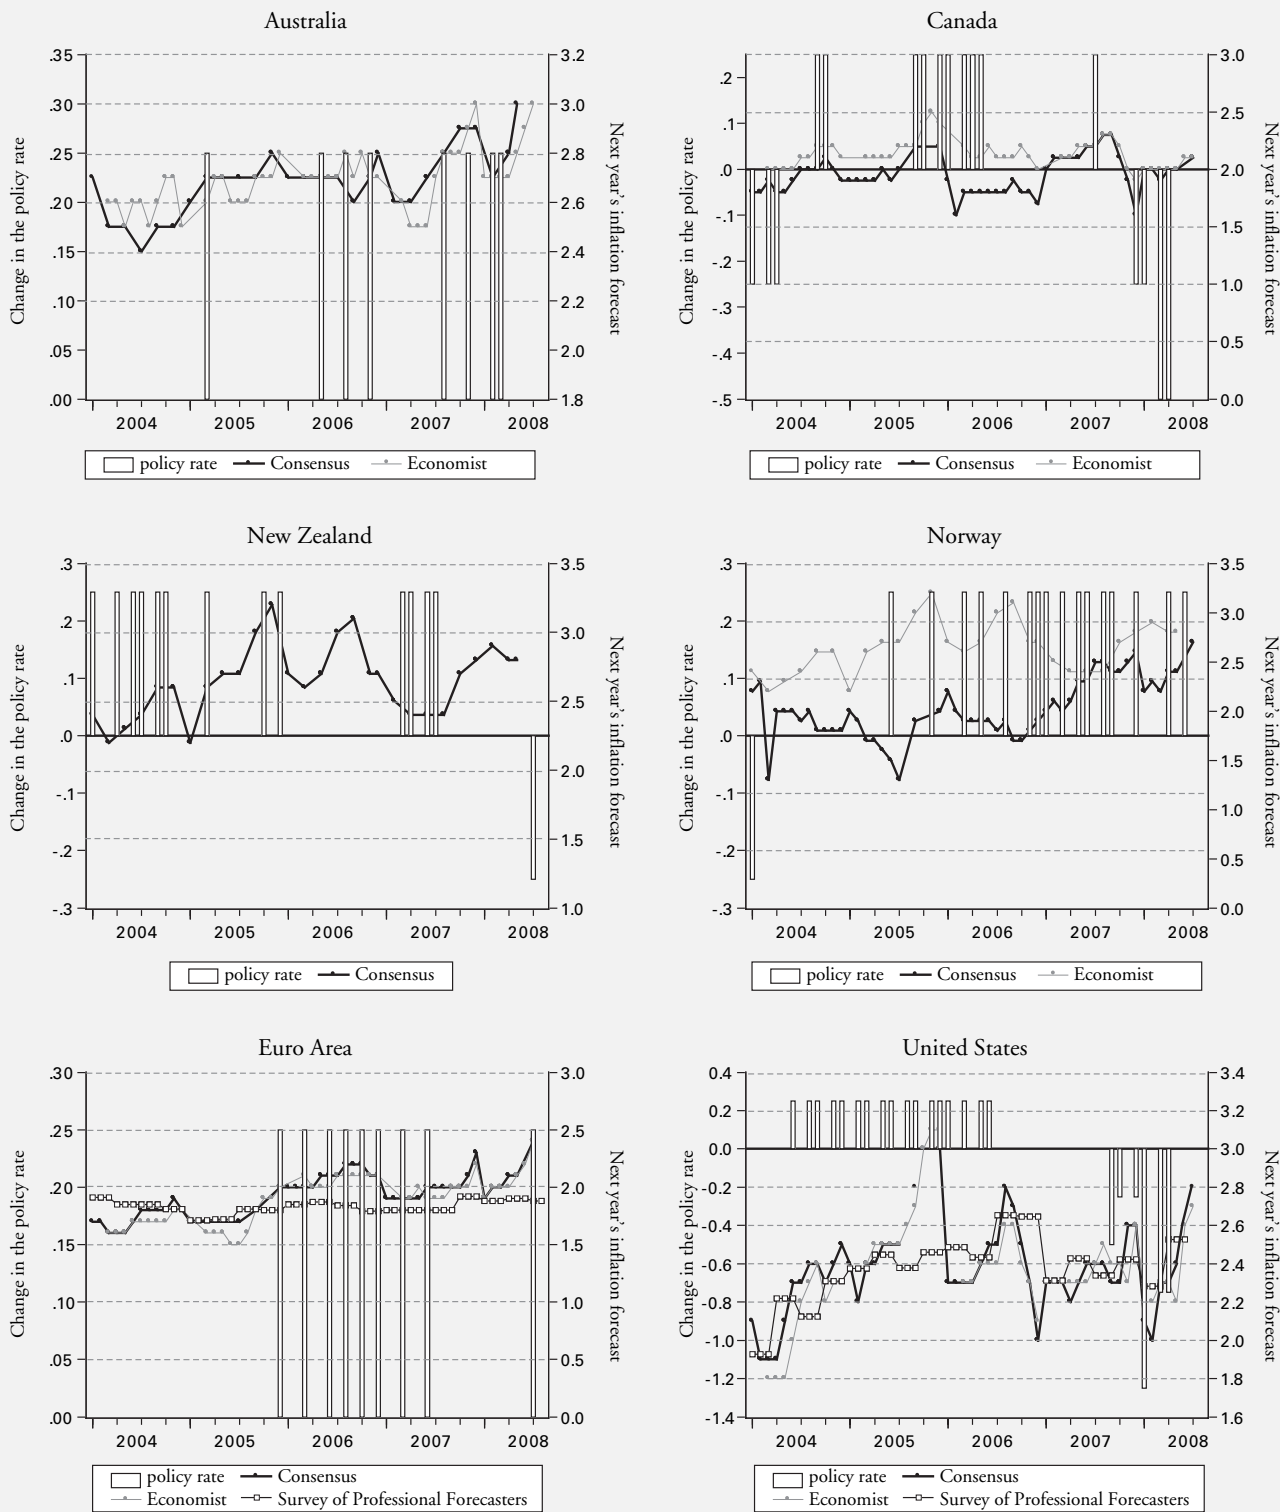 Australia
.35
.30
.25
.20
.15
.10
.05
.00
Change in the policy rate
3.2
3.0
2.8
2.6
2.4
2.2
2.0
1.8
Next year's inflation forecast
2004 2005 2006 2007 2008
policy rate Consensus Economist
Canada
.2
.1
.0
-.1
-.2
-.3
-.4
-.5
Change in the policy rate
3.0
2.5
2.0
1.5
1.0
0.5
0.0
Next year's inflation forecast
2004 2005 2006 2007 2008
policy rate Consensus Economist
New Zealand
.3
.2
.1
.0
-.1
-.2
-.3
Change in the policy rate
3.5
3.0
2.5
2.0
1.5
1.0
Next year's inflation forecast
2004 2005 2006 2007 2008
policy rate Consensus
Norway
.3
.2
.1
.0
-.1
-.2
-.3
Change in the policy rate
3.5
3.0
2.5
2.0
1.5
1.0
0.5
0.0
Next year's inflation forecast
2004 2005 2006 2007 2008
policy rate Consensus Economist
Euro Area
.30
.25
.20
.15
.10
.05
.00
Change in the policy rate
3.0
2.5
2.0
1.5
1.0
0.5
0.0
Next year's inflation forecast
2004 2005 2006 2007 2008
policy rate Consensus
Economist Survey of Professional Forecasters
United States
0.4
0.2
0.0
-0.2
-0.4
-0.6
-0.8
-1.0
-1.2
-1.4
Change in the policy rate
3.4
3.2
3.0
2.8
2.6
2.4
2.2
2.0
1.8
1.6
Next year's inflation forecast
2004 2005 2006 2007 2008
policy rate Consensus
Economist Survey of Professional Forecasters